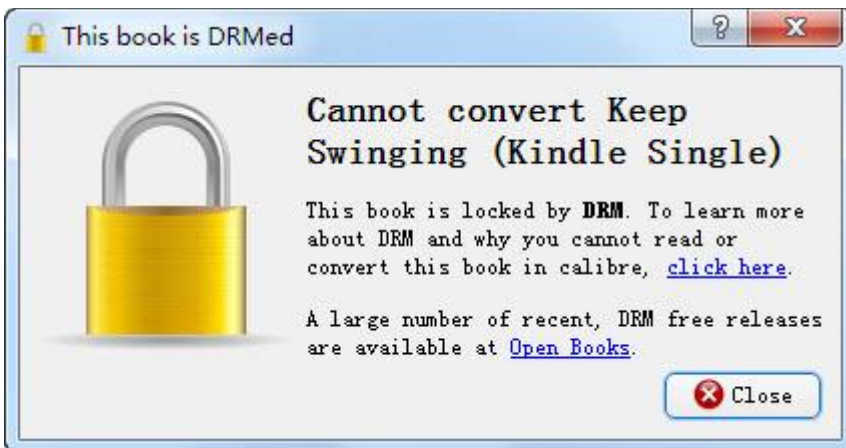 This book is DRMed
Cannot convert Keep
Swinging (Kindle Single)
This book is locked by DRM. To learn more
about DRM and why you cannot read or
convert this book in calibre, click here.
A large number of recent, DRM free releases
are available at Open Books.
Close